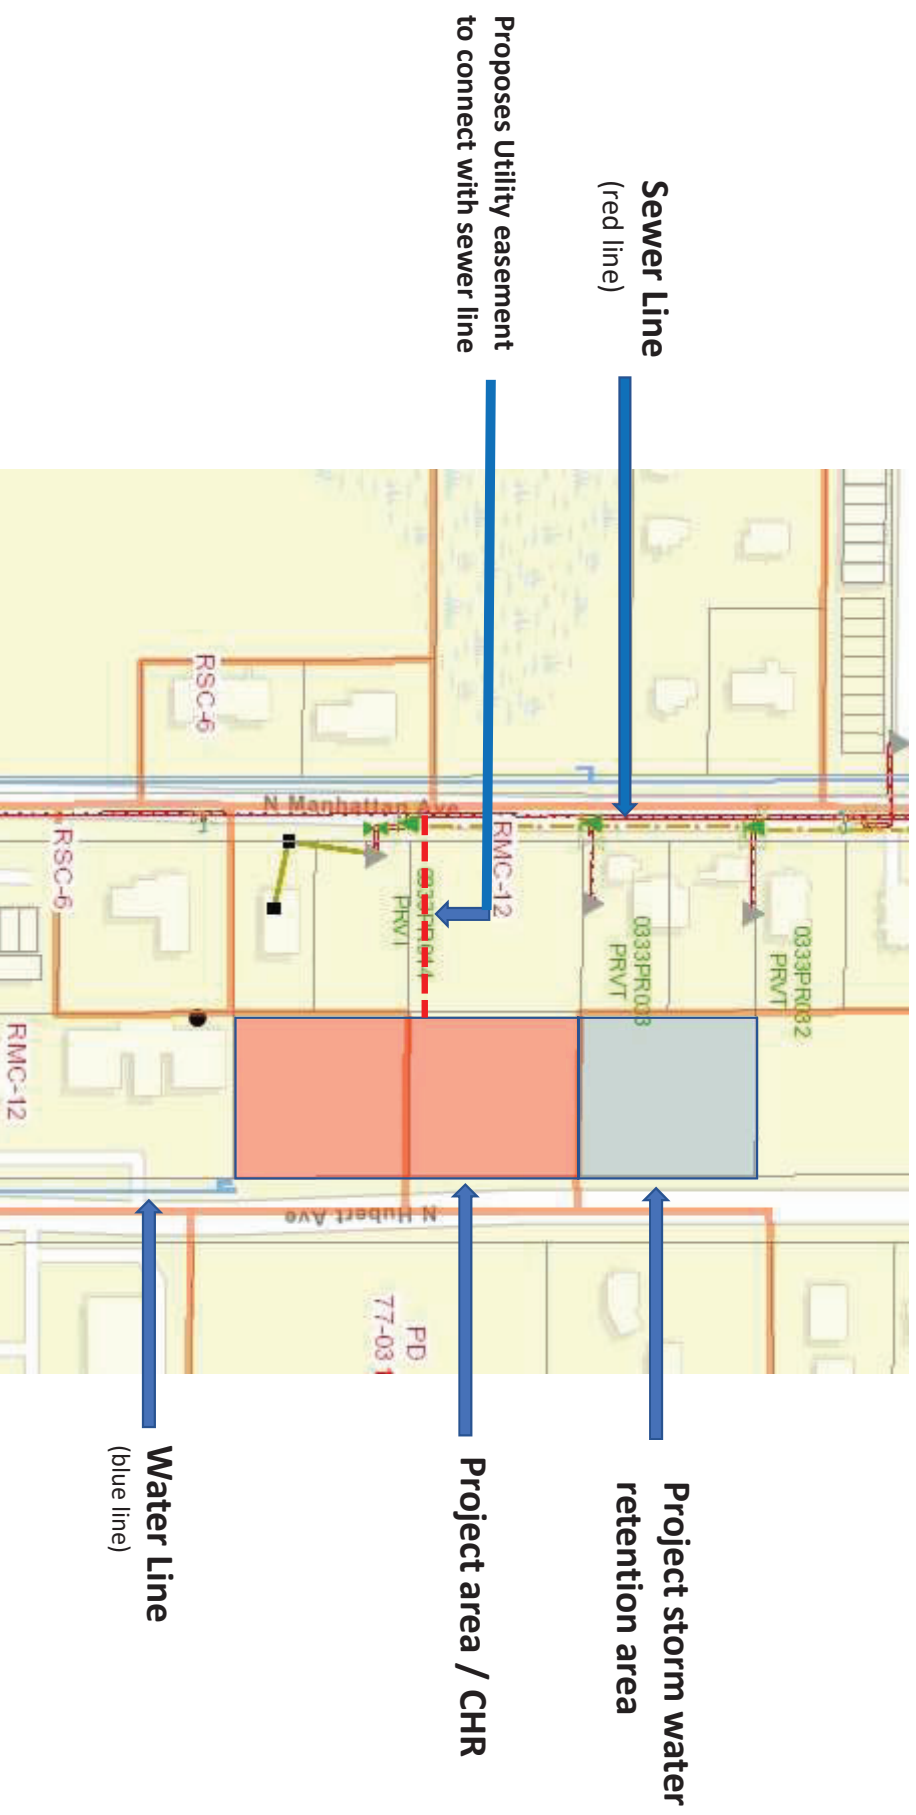 Project storm water
retention area
Project area / CHR
Water Line
(blue line)
Sewer Line
(red line)
Proposes Utility easement
to connect with sewer line
N Manhattan Ave
N Hubert Ave
RSC-6
RSC-6
RMC-12
RMC-12
0333PR032
PRVT
0333PR003
PRVT
PRVT
PD
77-03